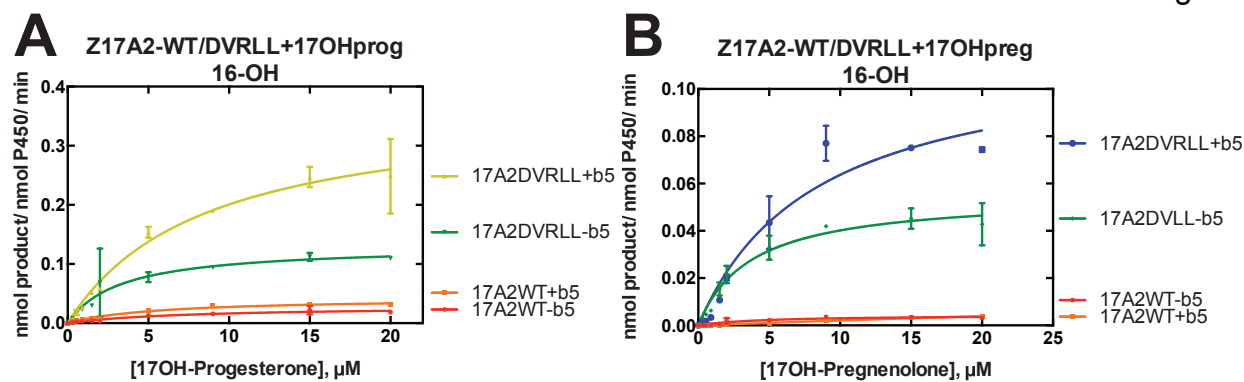 g
A
Z17A2-WT/DVRLL+17OHprog
16-OH
nmol product/ nmol P450/ min
0.4
0.3
0.2
0.1
0.0
0
5
10
15
20
[17OH-Progesterone], µM
17A2DVRLL+b5
17A2DVRLL-b5
17A2WT+b5
17A2WT-b5
B
Z17A2-WT/DVRLL+17OHpreg
16-OH
nmol product/ nmol P450/ min
0.10
0.08
0.06
0.04
0.02
0.00
0
5
10
15
20
25
[17OH-Pregnenolone], µM
17A2DVRLL+b5
17A2DVLL-b5
17A2WT-b5
17A2WT+b5